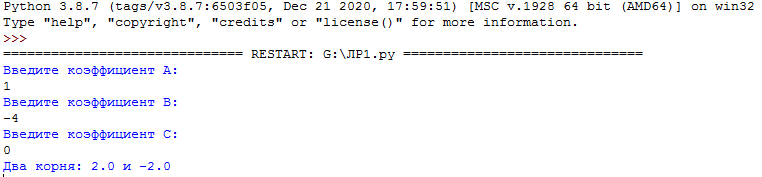 Python 3.8.7 (tags/v3.8.7:6503f05, Dec 21 2020, 17:59:51) [MSC v.1928 64 bit (AMD64)] on win32
Type "help", "copyright", "credits" or "license()" for more information.
>>>
============================== RESTART: G:\ЛР1.py ==============================
Введите коэффициент А:
1
Введите коэффициент В:
-4
Введите коэффициент С:
0
Два корня: 2.0 и -2.0